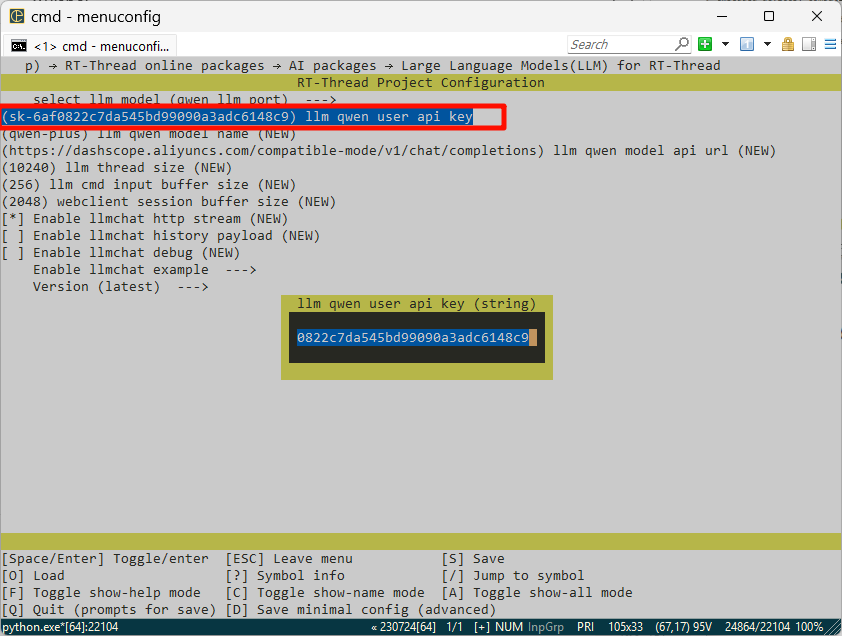 cmd - menuconfig
<1> cmd - menuconfi...
Search
p) → RT-Thread online packages → AI packages → Large Language Models(LLM) for RT-Thread
RT-Thread Project Configuration
select llm model (qwen llm port)  --->
(sk-6af0822c7da545bd99090a3adc6148c9) llm qwen user api key
(qwen-plus) llm qwen model name (NEW)
(https://dashscope.aliyuncs.com/compatible-mode/v1/chat/completions) llm qwen model api url (NEW)
(10240) llm thread size (NEW)
(256) llm cmd input buffer size (NEW)
(2048) webclient session buffer size (NEW)
[*] Enable llmchat http stream (NEW)
[ ] Enable llmchat history payload (NEW)
[ ] Enable llmchat debug (NEW)
Enable llmchat example  --->
Version (latest)  --->
llm qwen user api key (string)
0822c7da545bd99090a3adc6148c9
[Space/Enter] Toggle/enter  [ESC] Leave menu  [S] Save
[O] Load  [?] Symbol info  [/] Jump to symbol
[F] Toggle show-help mode  [C] Toggle show-name mode  [A] Toggle show-all mode
[Q] Quit (prompts for save)  [D] Save minimal config (advanced)
python.exe*[64]:22104  « 230724[64]  1/1  [+] NUM  InpGrp  PRI  105x33  (67,17) 95V  24864/22104 100%